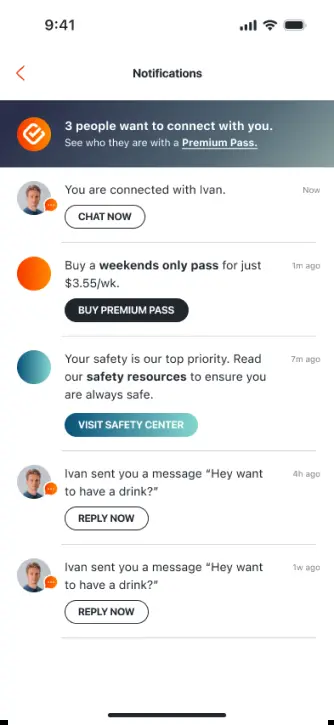 9:41
Notifications
3 people want to connect with you.
See who they are with a Premium Pass.
You are connected with Ivan.
Now
CHAT NOW
Buy a weekends only pass for just
1m ago
$3.55/wk.
BUY PREMIUM PASS
Your safety is our top priority. Read
7m ago
our safety resources to ensure you
are always safe.
VISIT SAFETY CENTER
Ivan sent you a message “Hey want
4h ago
to have a drink?”
REPLY NOW
Ivan sent you a message “Hey want
1w ago
to have a drink?”
REPLY NOW